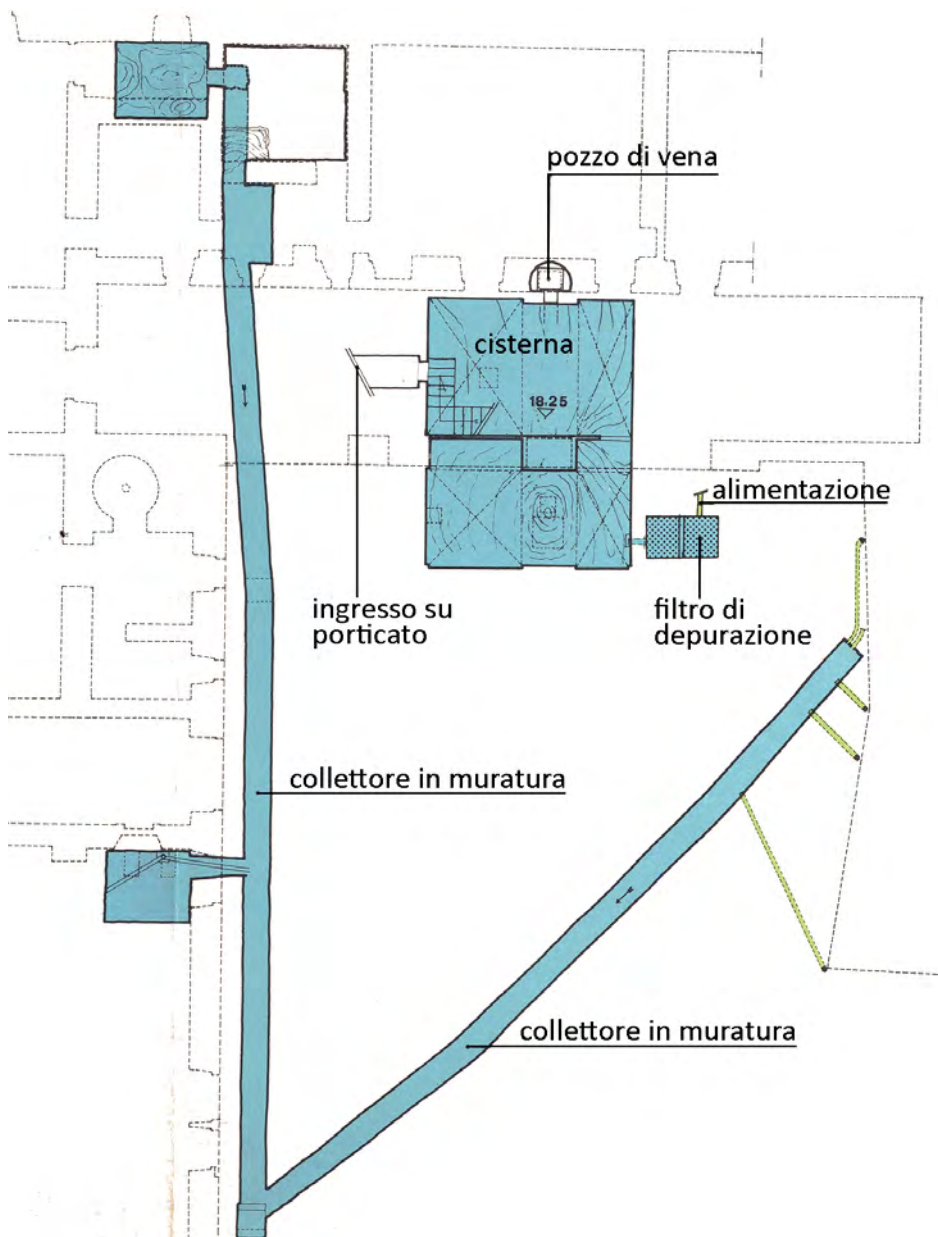 pozzo di vena
cisterna
18.25
alimentazione
ingresso su
porticato
filtro di
depurazione
collettore in muratura
collettore in muratura